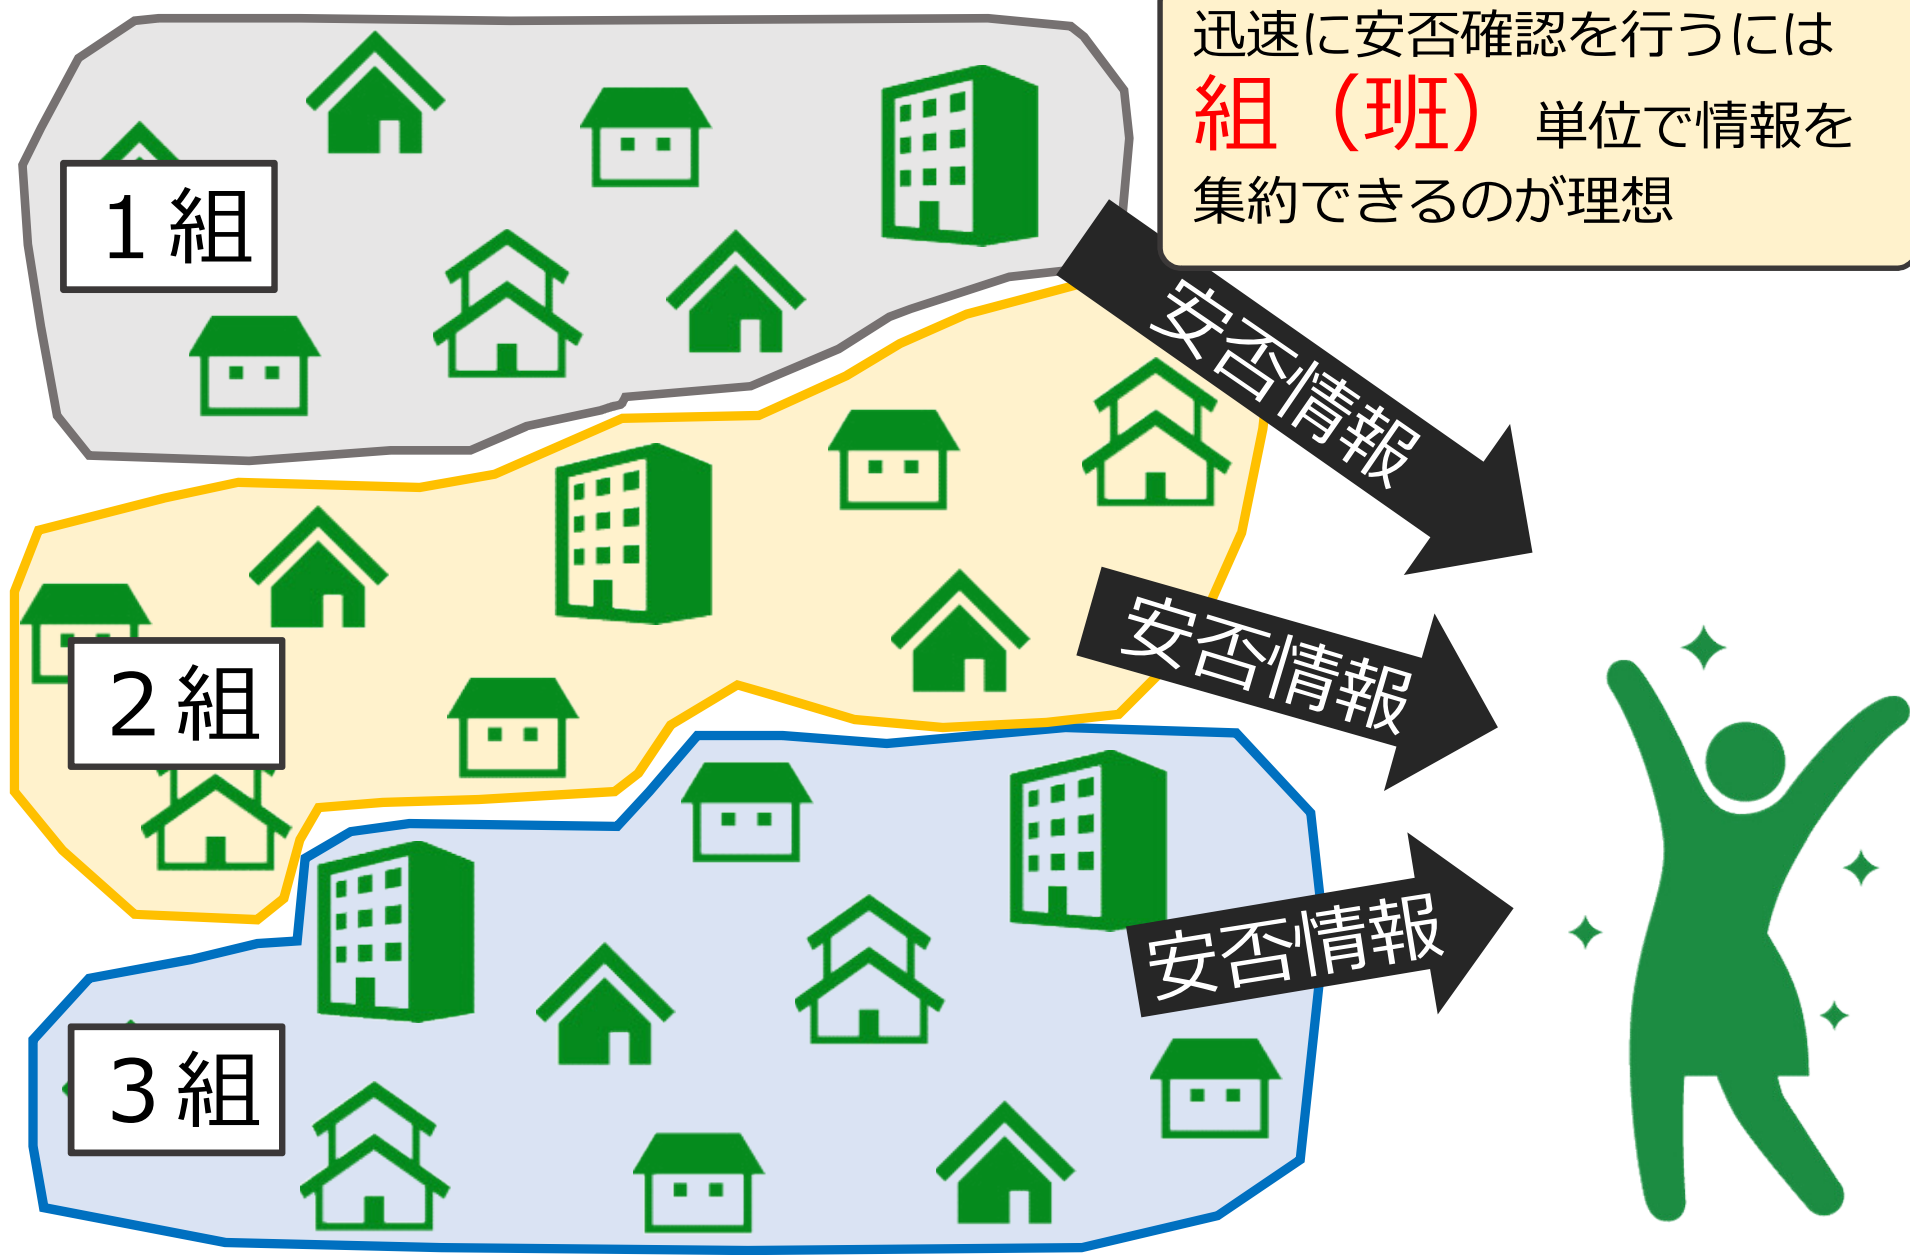 迅速に安否確認を行うには
組（班）単位で情報を
集約できるのが理想
１組
安否情報
２組
安否情報
３組
安否情報